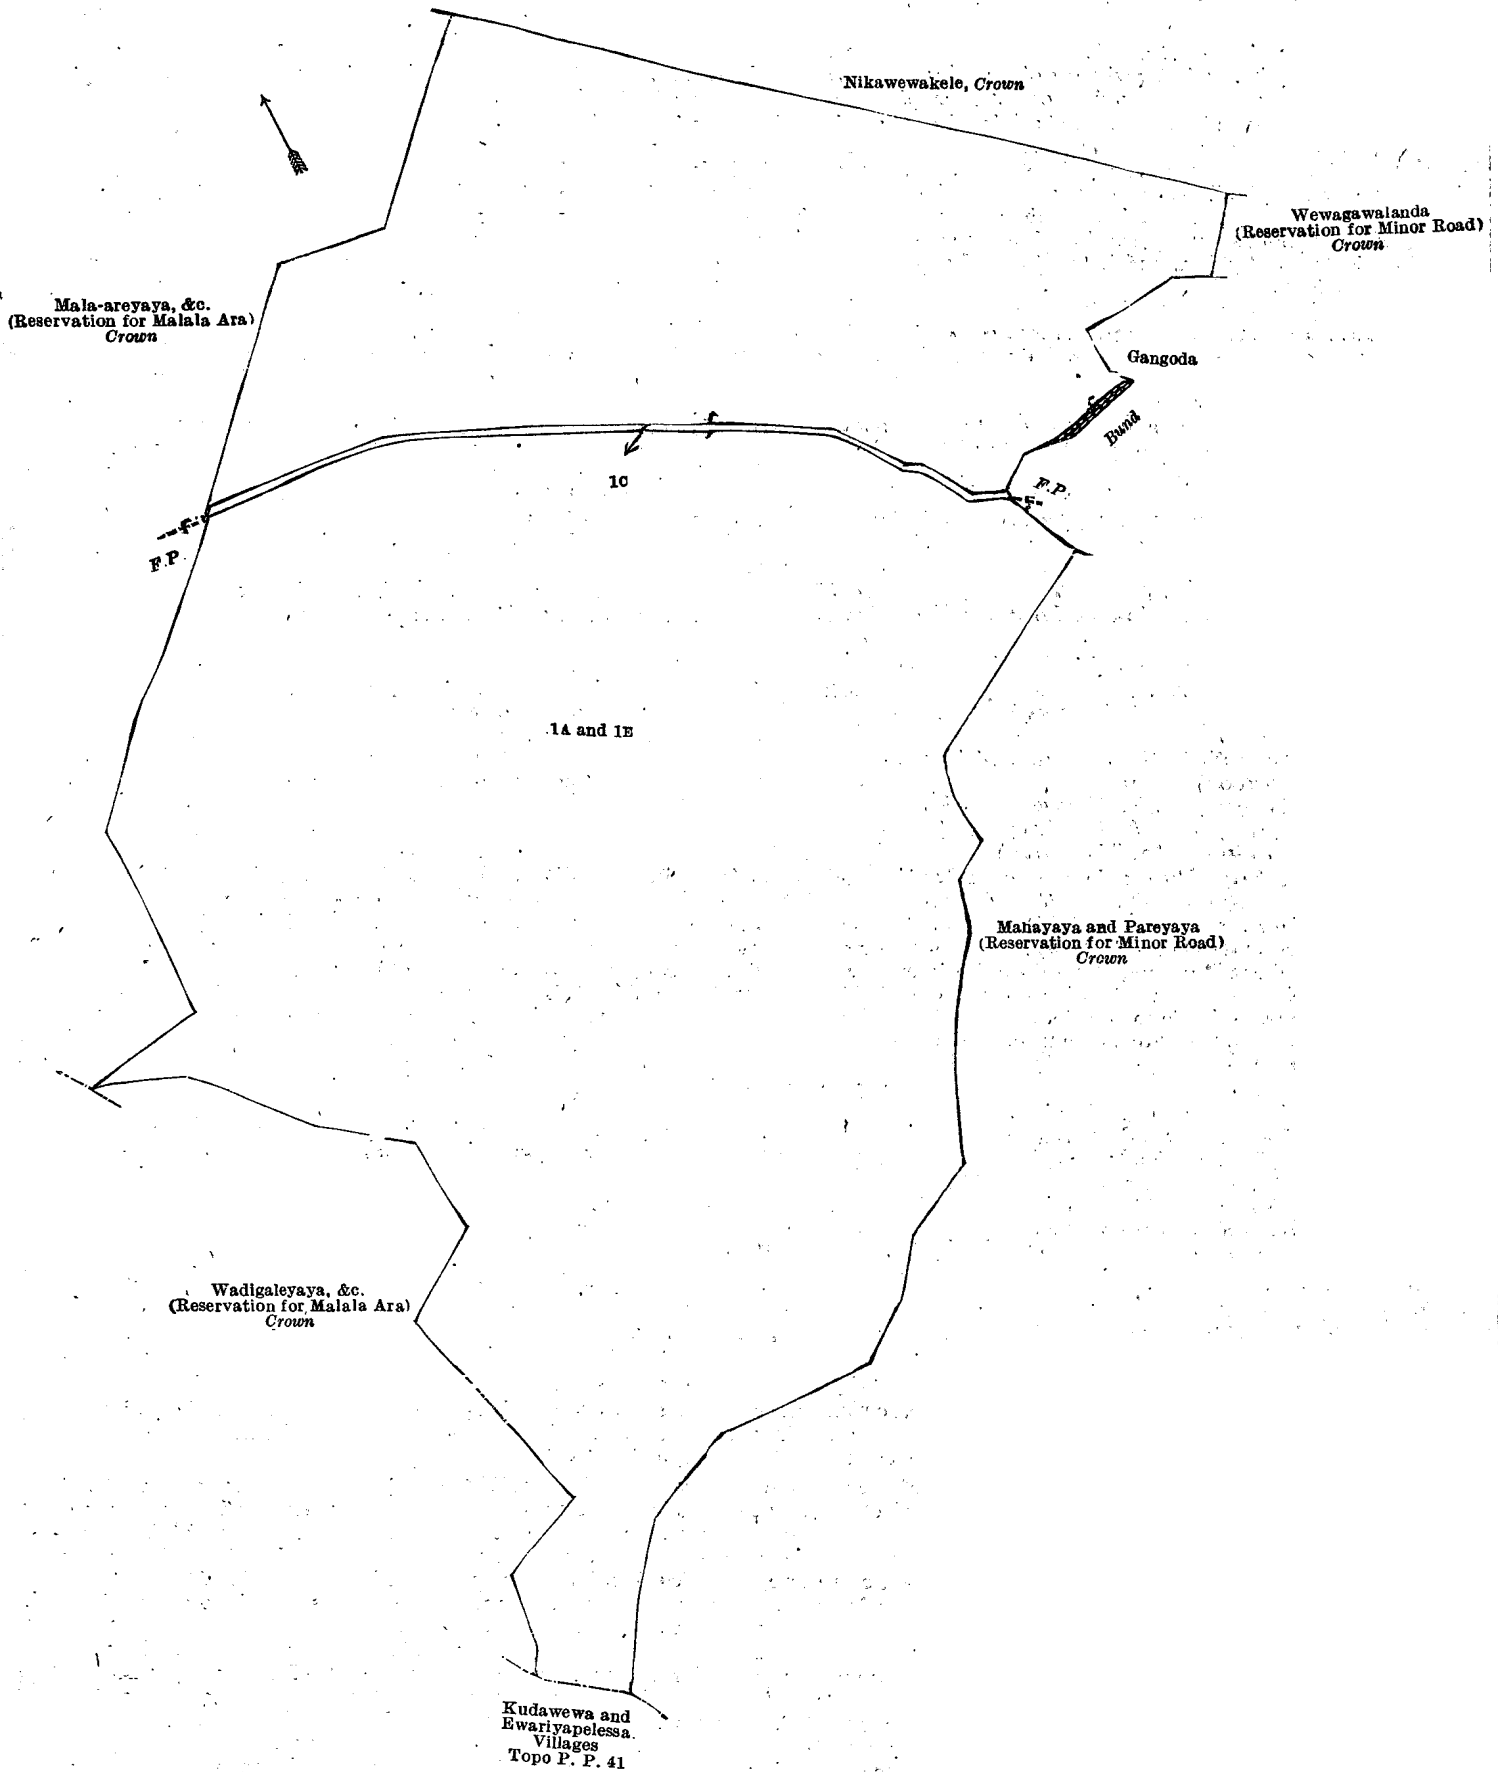 Nikawewakele, Crown
Wewagawalanda
(Reservation for Minor Road)
Crown
Mala-areyaya, &c.
(Reservation for Malala Ara)
Crown
Gangoda
Bund
1C
F.P.
F.P.
1A and 1E
Mahayaya and Pareyaya
(Reservation for Minor Road)
Crown
Wadigaleyaya, &c.
(Reservation for Malala Ara)
Crown
Kudawewa and
Ewariyapelessa
Villages
Topo P. P. 41